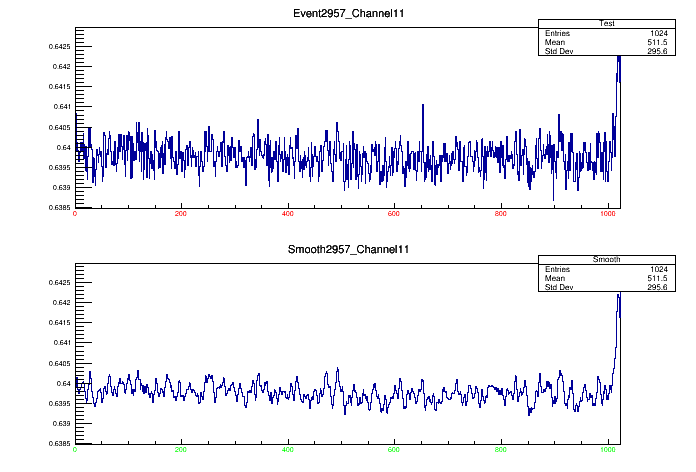 Event2957_Channel11
Test
Entries 1024
Mean 511.5
Std Dev 295.6
0.6425
0.642
0.6415
0.641
0.6405
0.64
0.6395
0.639
0.6385
0 200 400 600 800 1000
Smooth2957_Channel11
Smooth
Entries 1024
Mean 511.5
Std Dev 295.6
0.6425
0.642
0.6415
0.641
0.6405
0.64
0.6395
0.639
0.6385
0 200 400 600 800 1000